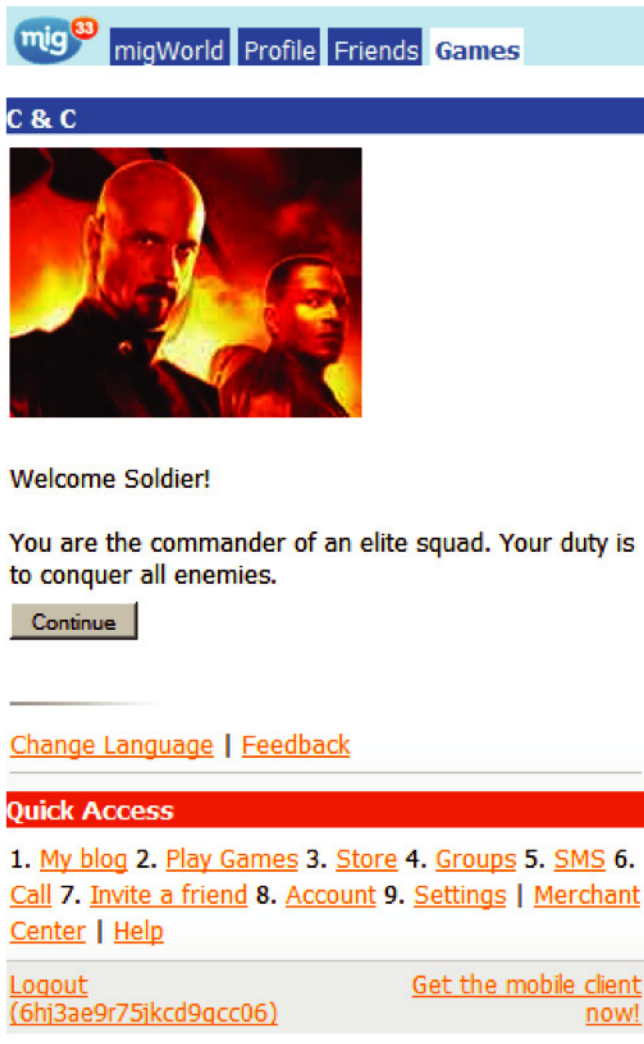 mig 33 migWorld Profile Friends Games
C & C
Welcome Soldier!
You are the commander of an elite squad. Your duty is
to conquer all enemies.
Continue
Change Language | Feedback
Quick Access
1. My blog 2. Play Games 3. Store 4. Groups 5. SMS 6.
Call 7. Invite a friend 8. Account 9. Settings | Merchant
Center | Help
Logout Get the mobile client
(6hj3ae9r75jkcd9qcc06) now!